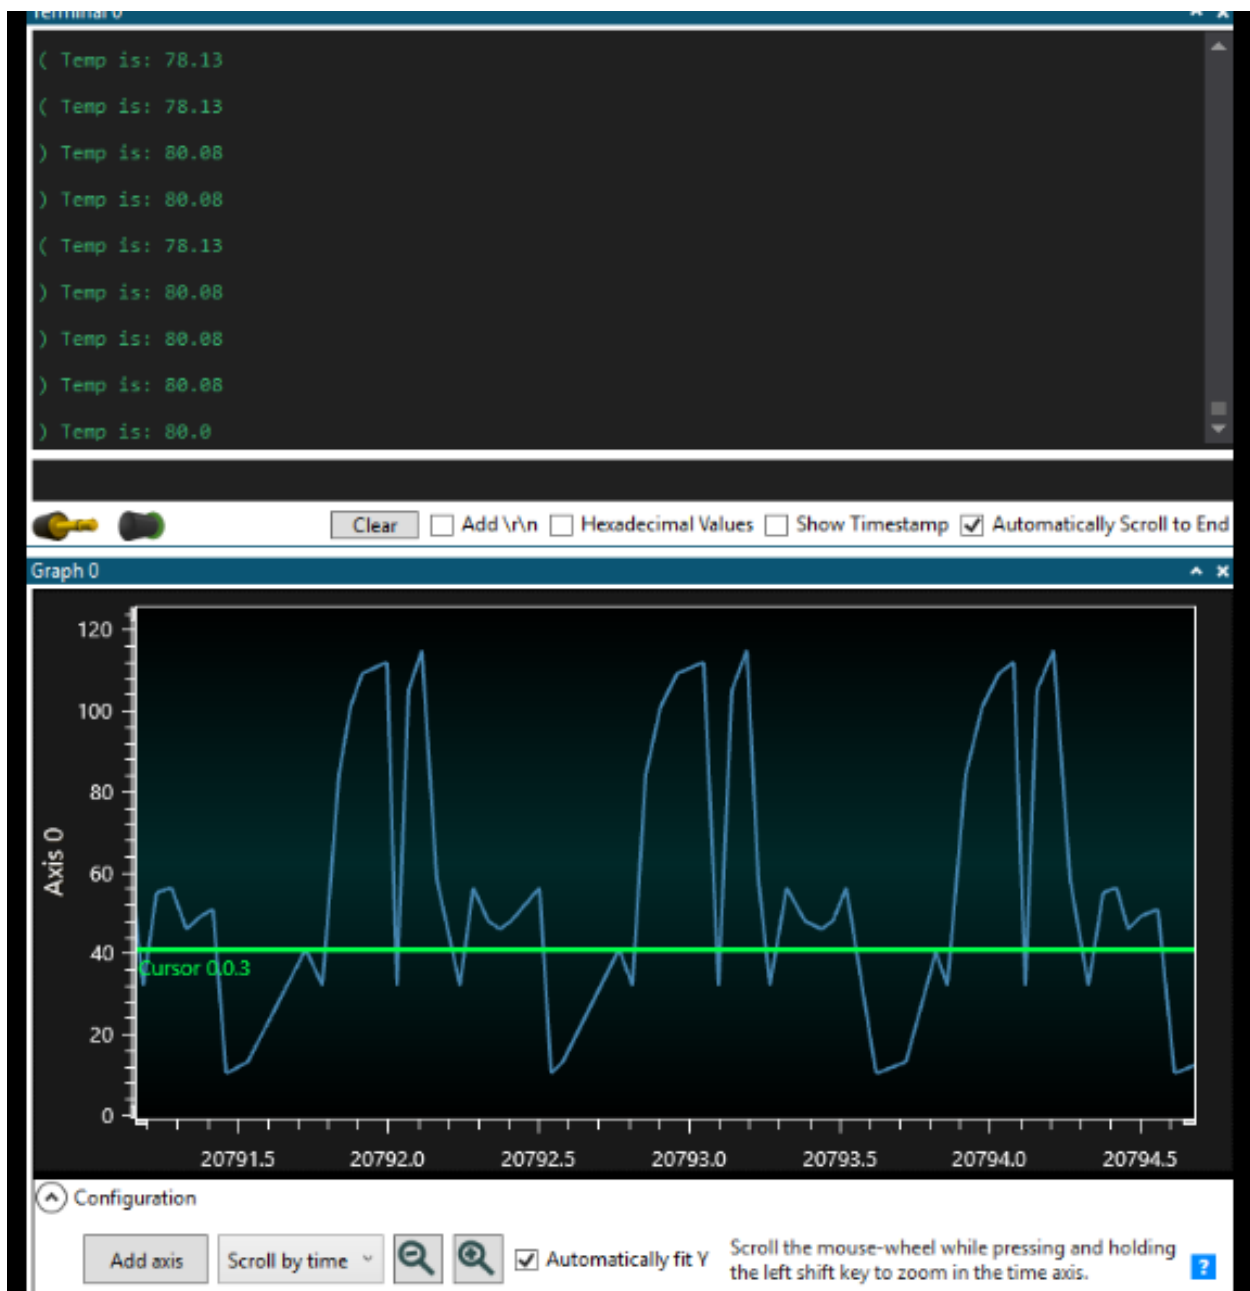 Terminal 0
( Temp is: 78.13
( Temp is: 78.13
) Temp is: 80.08
) Temp is: 80.08
( Temp is: 78.13
) Temp is: 80.08
) Temp is: 80.08
) Temp is: 80.08
) Temp is: 80.0
Clear Add \r\n Hexadecimal Values Show Timestamp Automatically Scroll to End
Graph 0
120
100
80
60
40
20
0
Axis 0
Cursor 0.0.3
20791.5 20792.0 20792.5 20793.0 20793.5 20794.0 20794.5
Configuration
Add axis Scroll by time Automatically fit Y
Scroll the mouse-wheel while pressing and holding
the left shift key to zoom in the time axis.
?